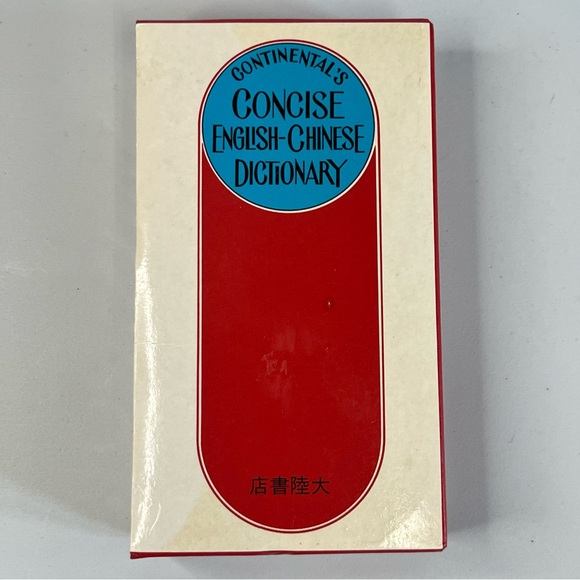 CONTINENTAL'S
CONCISE
ENGLISH-CHINESE
DICTIONARY
店書陸大